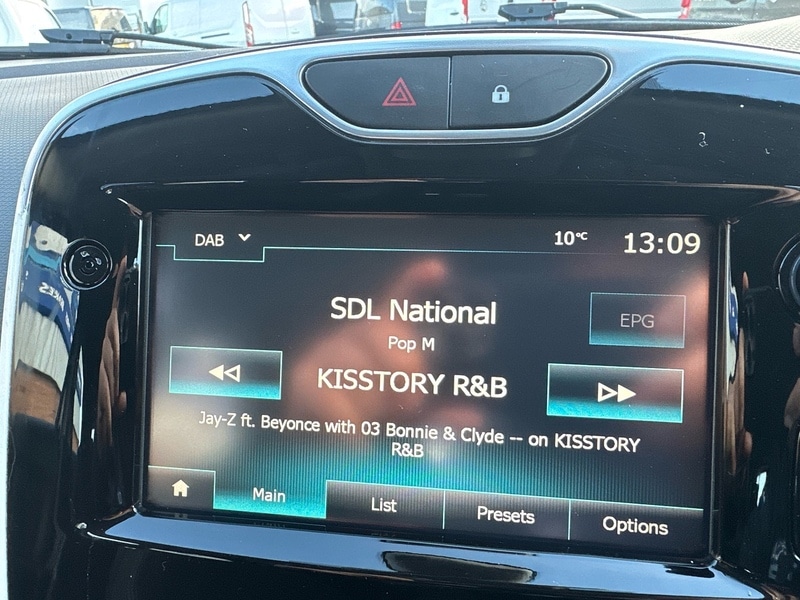 DAB 10°C 13:09
SDL National
EPG
Pop M
KISSTORY R&B
Jay-Z ft. Beyonce with 03 Bonnie & Clyde -- on KISSTORY
R&B
Main List Presets Options